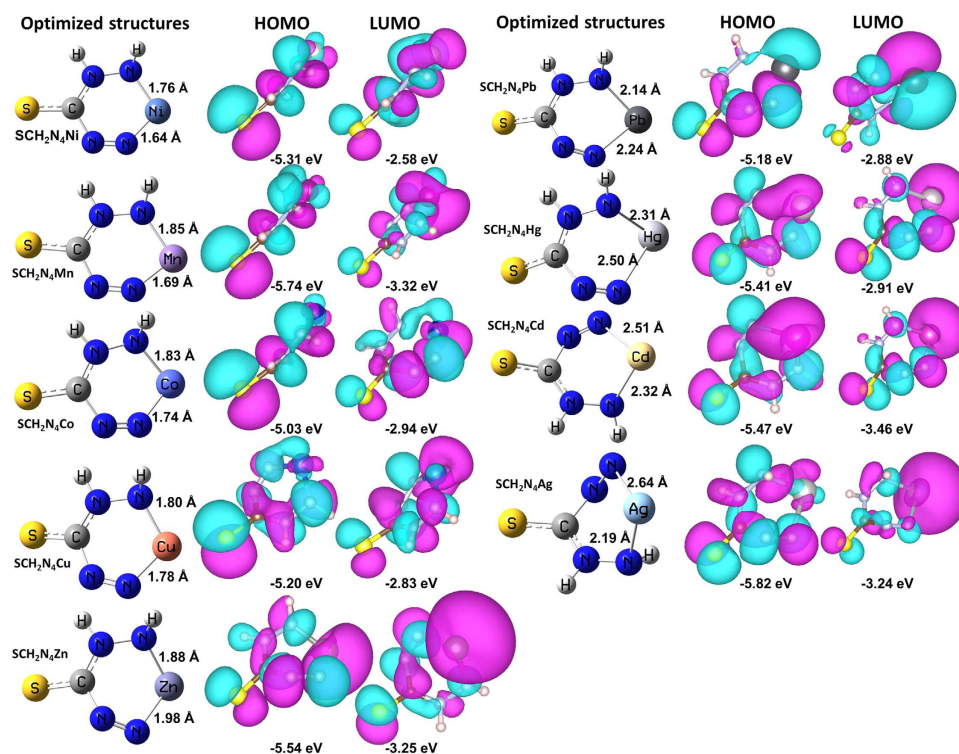 Optimized structures HOMO LUMO
H H
N N
1.76 Å
S C Ni
SCH₂N₄Ni N N 1.64 Å
-5.31 eV -2.58 eV
H H
N N
1.85 Å
S C Mn
SCH₂N₄Mn N N 1.69 Å
-5.74 eV -3.32 eV
H H
N N
1.83 Å
S C Co
SCH₂N₄Co N N 1.74 Å
-5.03 eV -2.94 eV
H H
N N
1.80 Å
S C Cu
SCH₂N₄Cu N N 1.78 Å
-5.20 eV -2.83 eV
SCH₂N₄Zn H H
N N
1.88 Å
S C Zn
N N 1.98 Å
-5.54 eV -3.25 eV
Optimized structures HOMO LUMO
H H
SCH₂N₄Pb N N
2.14 Å
S C Pb
N N 2.24 Å
-5.18 eV -2.88 eV
H H
N N
SCH₂N₄Hg 2.31 Å
S C Hg
2.50 Å
N N
-5.41 eV -2.91 eV
N N 2.51 Å
SCH₂N₄Cd
S C Cd
2.32 Å
N N
H H
-5.47 eV -3.46 eV
N
SCH₂N₄Ag N 2.64 Å
S C Ag
2.19 Å
N N H
H
-5.82 eV -3.24 eV